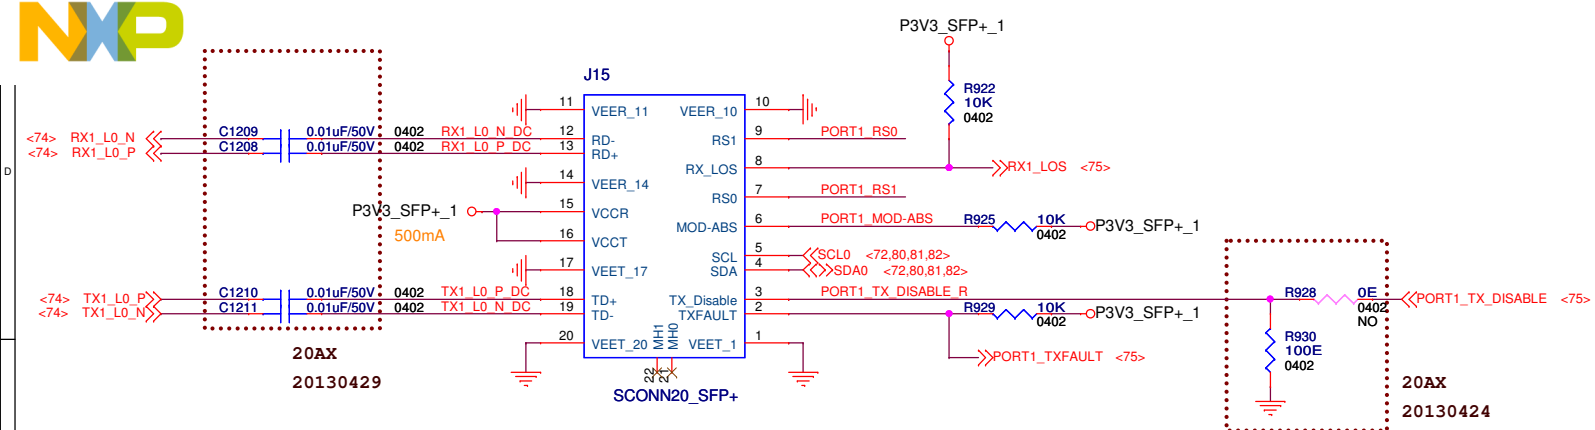 NXP
P3V3_SFP+_1
J15
R922
10K
0402
D
11 VEER_11 VEER_10 10
<74> RX1_L0_N C1209 0.01uF/50V 0402 RX1_L0_N_DC 12 RD- RS1 9 PORT1_RS0
<74> RX1_L0_P C1208 0.01uF/50V 0402 RX1_L0_P_DC 13 RD+
RX_LOS 8 RX1_LOS <75>
14 VEER_14
RS0 7 PORT1_RS1
P3V3_SFP+_1 15 VCCR
500mA
MOD-ABS 6 PORT1_MOD-ABS R925 10K 0402 P3V3_SFP+_1
16 VCCT
SCL 5 SCL0 <72,80,81,82>
17 VEET_17 SDA 4 SDA0 <72,80,81,82>
<74> TX1_L0_P C1210 0.01uF/50V 0402 TX1_L0_P_DC 18 TD+ TX_Disable 3 PORT1_TX_DISABLE_R R928 0E 0402 NO PORT1_TX_DISABLE <75>
<74> TX1_L0_N C1211 0.01uF/50V 0402 TX1_L0_N_DC 19 TD- TXFAULT 2 R929 10K 0402 P3V3_SFP+_1
20 VEET_20 MH1 MH0 VEET_1 1
R930
100E
0402
PORT1_TXFAULT <75>
22 21
SCONN20_SFP+
20AX
20130429
20AX
20130424